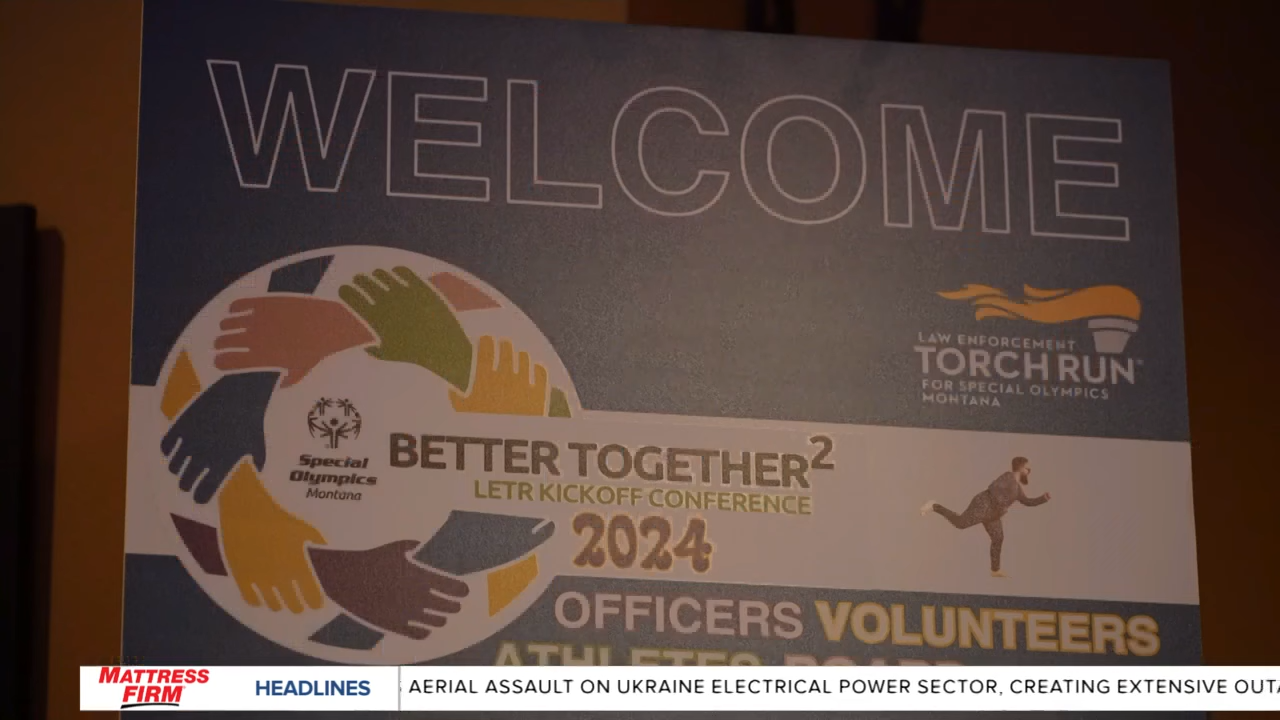 WELCOME
LAW ENFORCEMENT
TORCH RUN
FOR SPECIAL OLYMPICS
MONTANA
Special
Olympics
Montana
BETTER TOGETHER²
LETR KICKOFF CONFERENCE
2024
OFFICERS VOLUNTEERS
ATHLETES
MATTRESS
FIRM
HEADLINES
AERIAL ASSAULT ON UKRAINE ELECTRICAL POWER SECTOR, CREATING EXTENSIVE